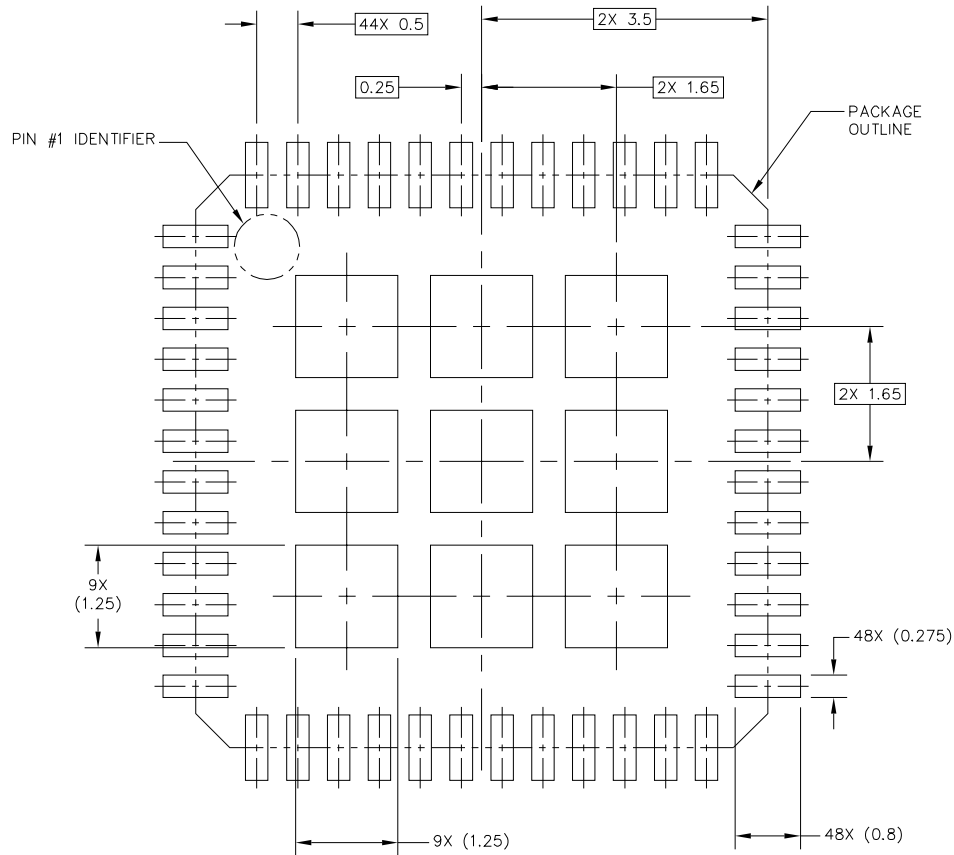 44X 0.5
2X 3.5
0.25
2X 1.65
PIN #1 IDENTIFIER
PACKAGE
OUTLINE
2X 1.65
9X
(1.25)
48X (0.275)
9X (1.25)
48X (0.8)